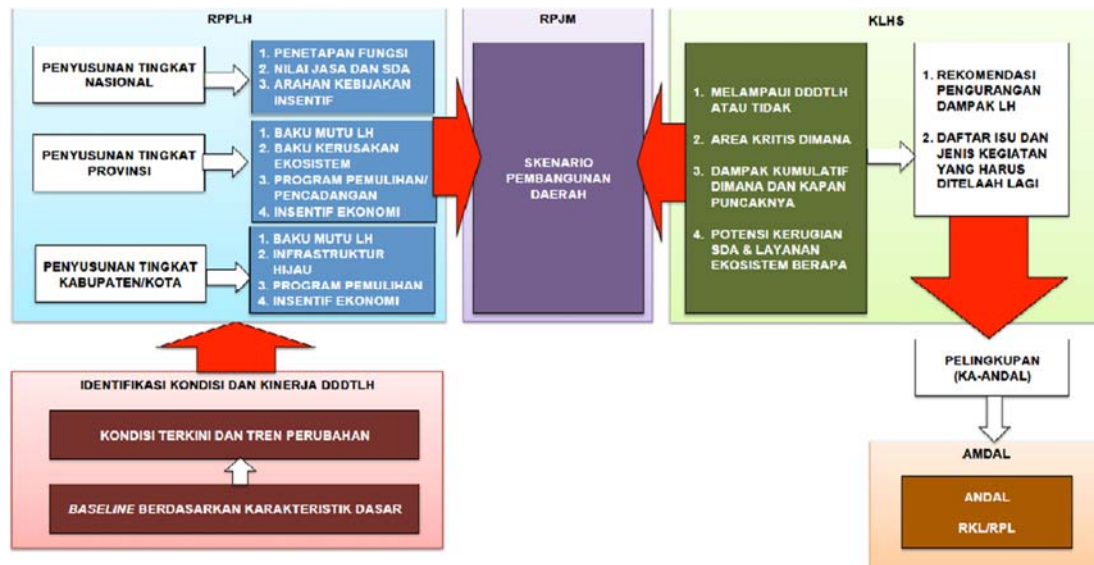 RPPLH
PENYUSUNAN TINGKAT
NASIONAL
1. PENETAPAN FUNGSI
2. NILAI JASA DAN SDA
3. ARAHAN KEBIJAKAN
INSENTIF
PENYUSUNAN TINGKAT
PROVINSI
1. BAKU MUTU LH
2. BAKU KERUSAKAN
EKOSISTEM
3. PROGRAM PEMULIHAN/
PENCADANGAN
4. INSENTIF EKONOMI
PENYUSUNAN TINGKAT
KABUPATEN/KOTA
1. BAKU MUTU LH
2. INFRASTRUKTUR
HIJAU
3. PROGRAM PEMULIHAN
4. INSENTIF EKONOMI
RPJM
SKENARIO
PEMBANGUNAN
DAERAH
KLHS
1. MELAMPAUI DDDTLH
ATAU TIDAK
2. AREA KRITIS DIMANA
3. DAMPAK KUMULATIF
DIMANA DAN KAPAN
PUNCAKNYA
4. POTENSI KERUGIAN
SDA & LAYANAN
EKOSISTEM BERAPA
1. REKOMENDASI
PENGURANGAN
DAMPAK LH
2. DAFTAR ISU DAN
JENIS KEGIATAN
YANG HARUS
DITELAAH LAGI
IDENTIFIKASI KONDISI DAN KINERJA DDDTLH
KONDISI TERKINI DAN TREN PERUBAHAN
BASELINE BERDASARKAN KARAKTERISTIK DASAR
PELINGKUPAN
(KA-ANDAL)
AMDAL
ANDAL
RKL/RPL